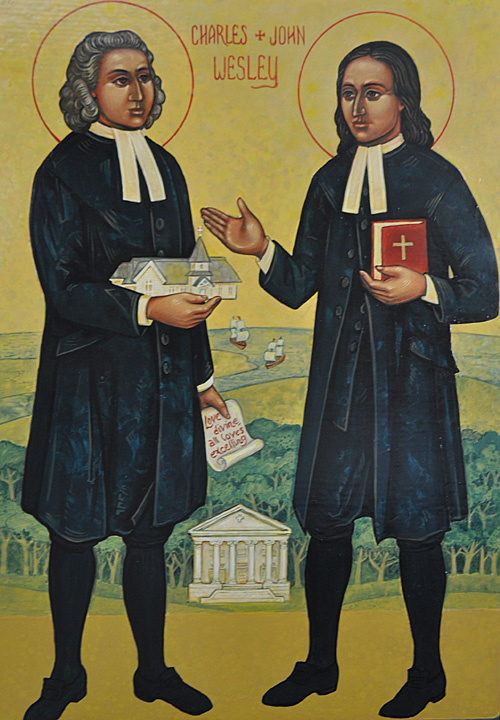 CHARLES + JOHN
WESLEY
Love
divine,
all loves
excelling